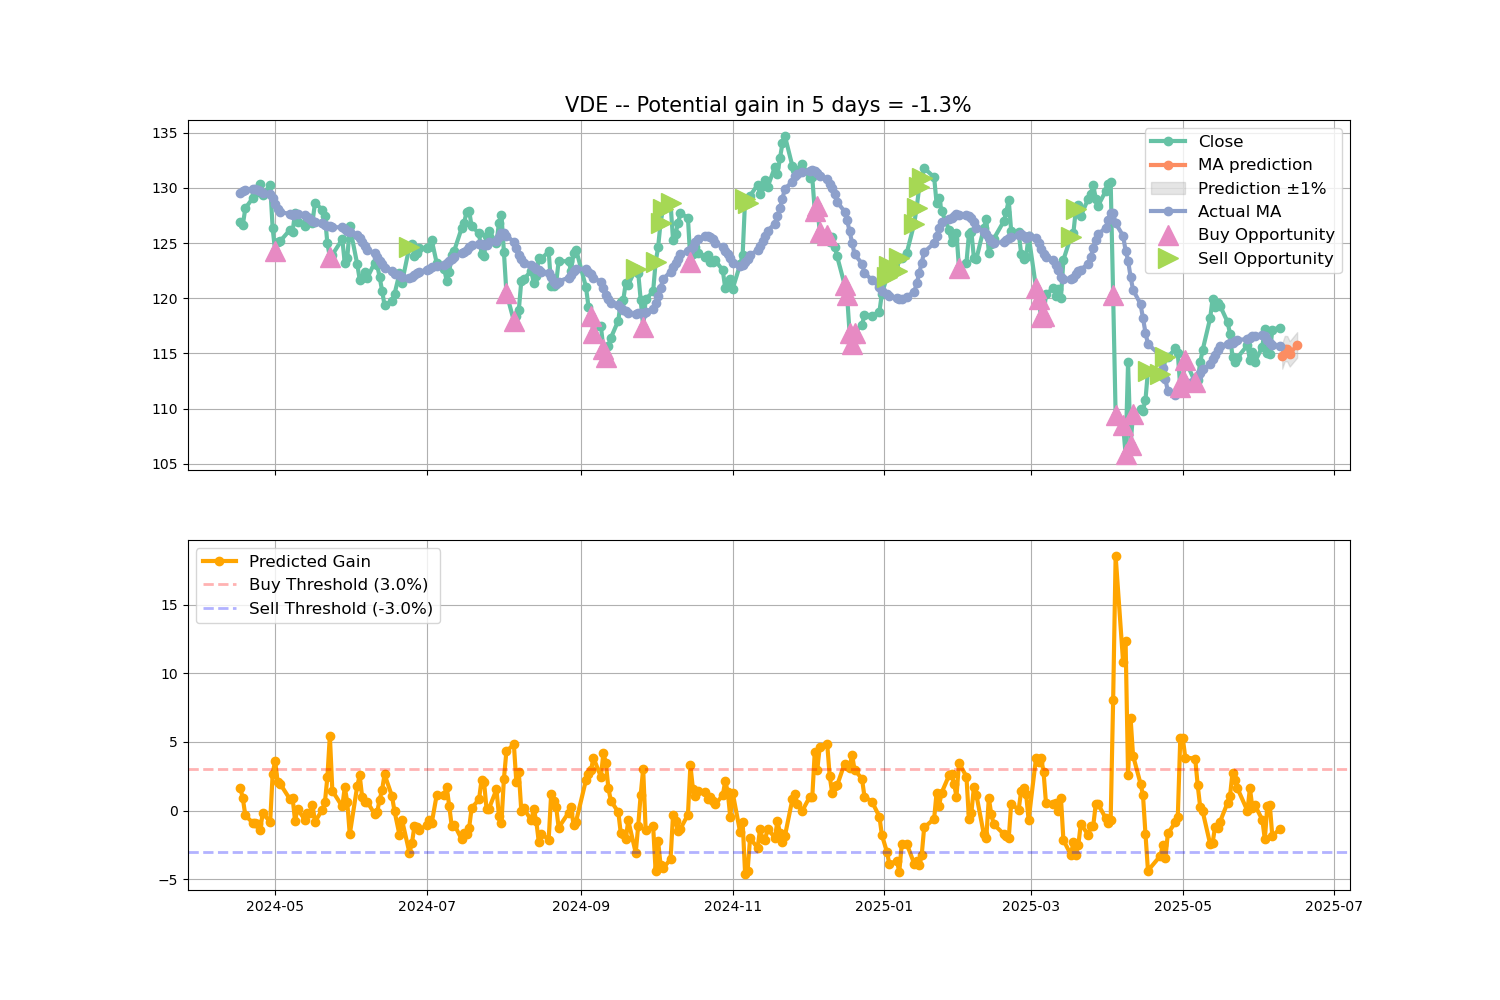 VDE -- Potential gain in 5 days = -1.3%
135
130
125
120
115
110
105
Close
MA prediction
Prediction ±1%
Actual MA
Buy Opportunity
Sell Opportunity
15
10
5
0
−5
Predicted Gain
Buy Threshold (3.0%)
Sell Threshold (-3.0%)
2024-05
2024-07
2024-09
2024-11
2025-01
2025-03
2025-05
2025-07